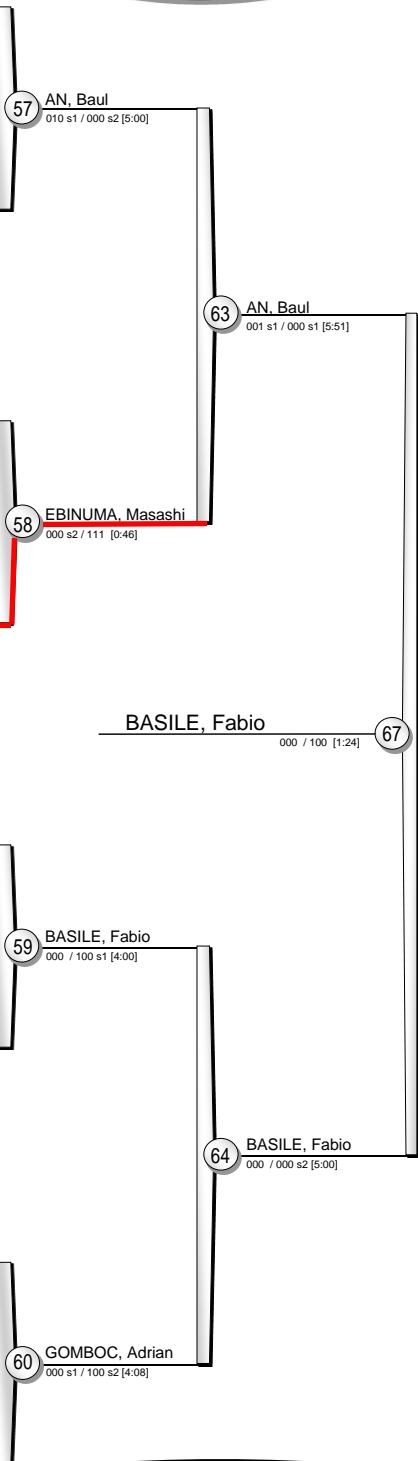 57 AN, Baul
010 s1 / 000 s2 [5:00]
63 AN, Baul
001 s1 / 000 s1 [5:51]
58 EBINUMA, Masashi
000 s2 / 111 [0:46]
BASILE, Fabio 67
000 / 100 [1:24]
59 BASILE, Fabio
000 / 100 s1 [4:00]
64 BASILE, Fabio
000 / 000 s2 [5:00]
60 GOMBOC, Adrian
000 s1 / 100 s2 [4:08]